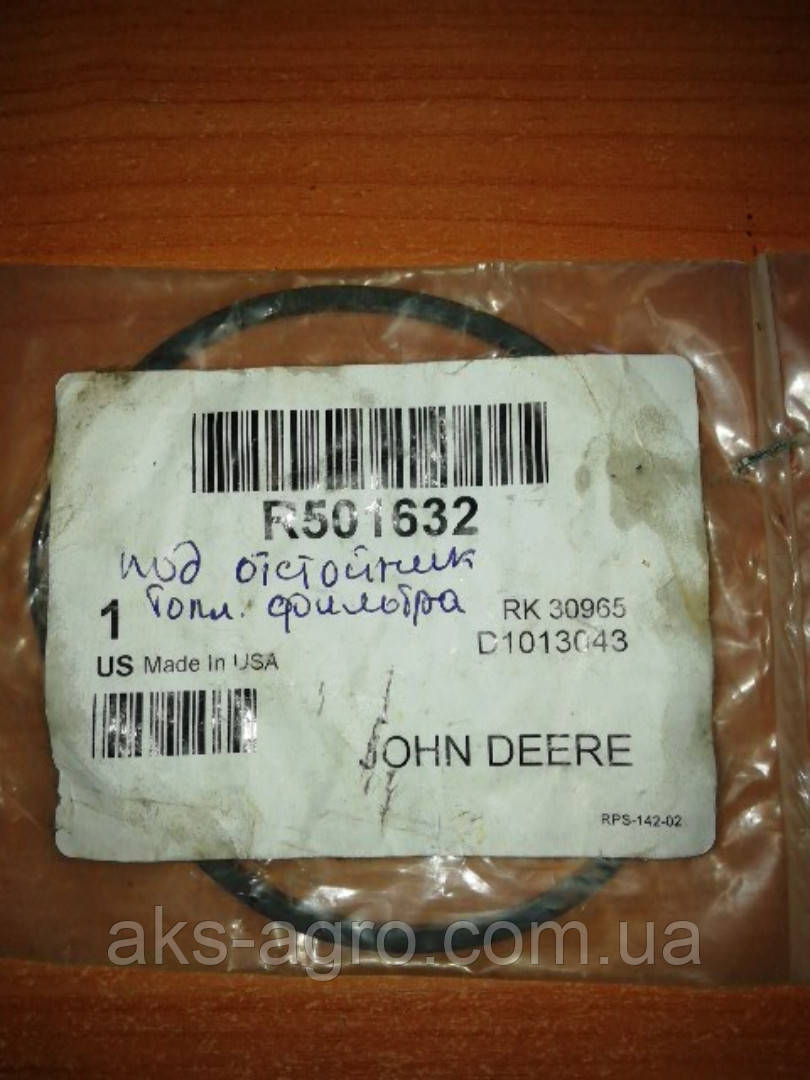 R501632
под отстойник
топл. фильтра
1
RK 30965
D1013043
US Made In USA
JOHN DEERE
RPS-142-02
aks-agro.com.ua